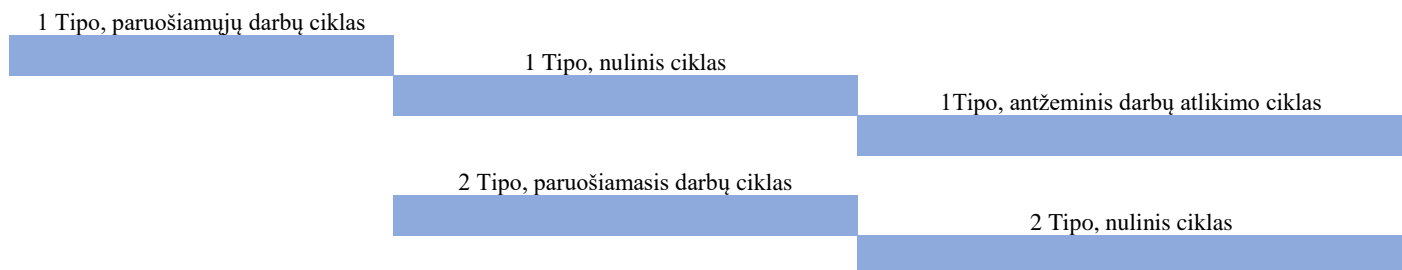 1 Tipo, paruošiamųjų darbų ciklas
1 Tipo, nulinis ciklas
1Tipo, antžeminis darbų atlikimo ciklas
2 Tipo, paruošiamasis darbų ciklas
2 Tipo, nulinis ciklas